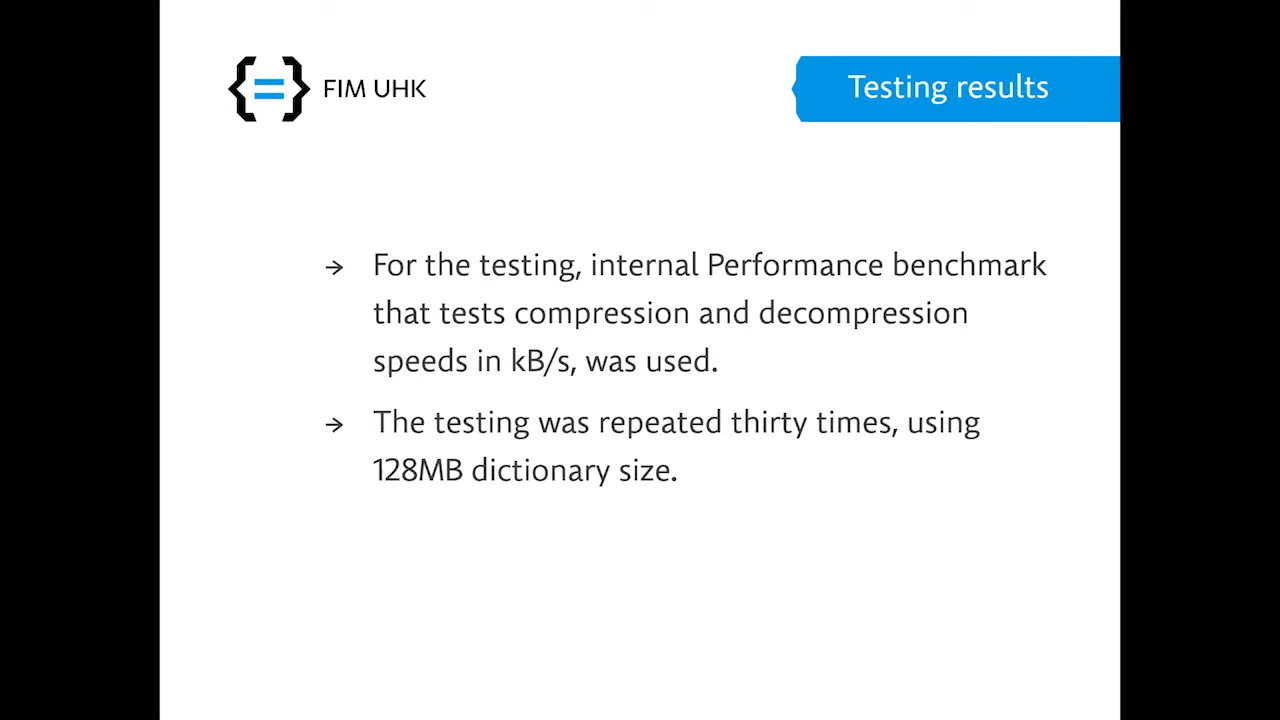 {=} FIM UHK
Testing results
→ For the testing, internal Performance benchmark
that tests compression and decompression
speeds in kB/s, was used.
→ The testing was repeated thirty times, using
128MB dictionary size.